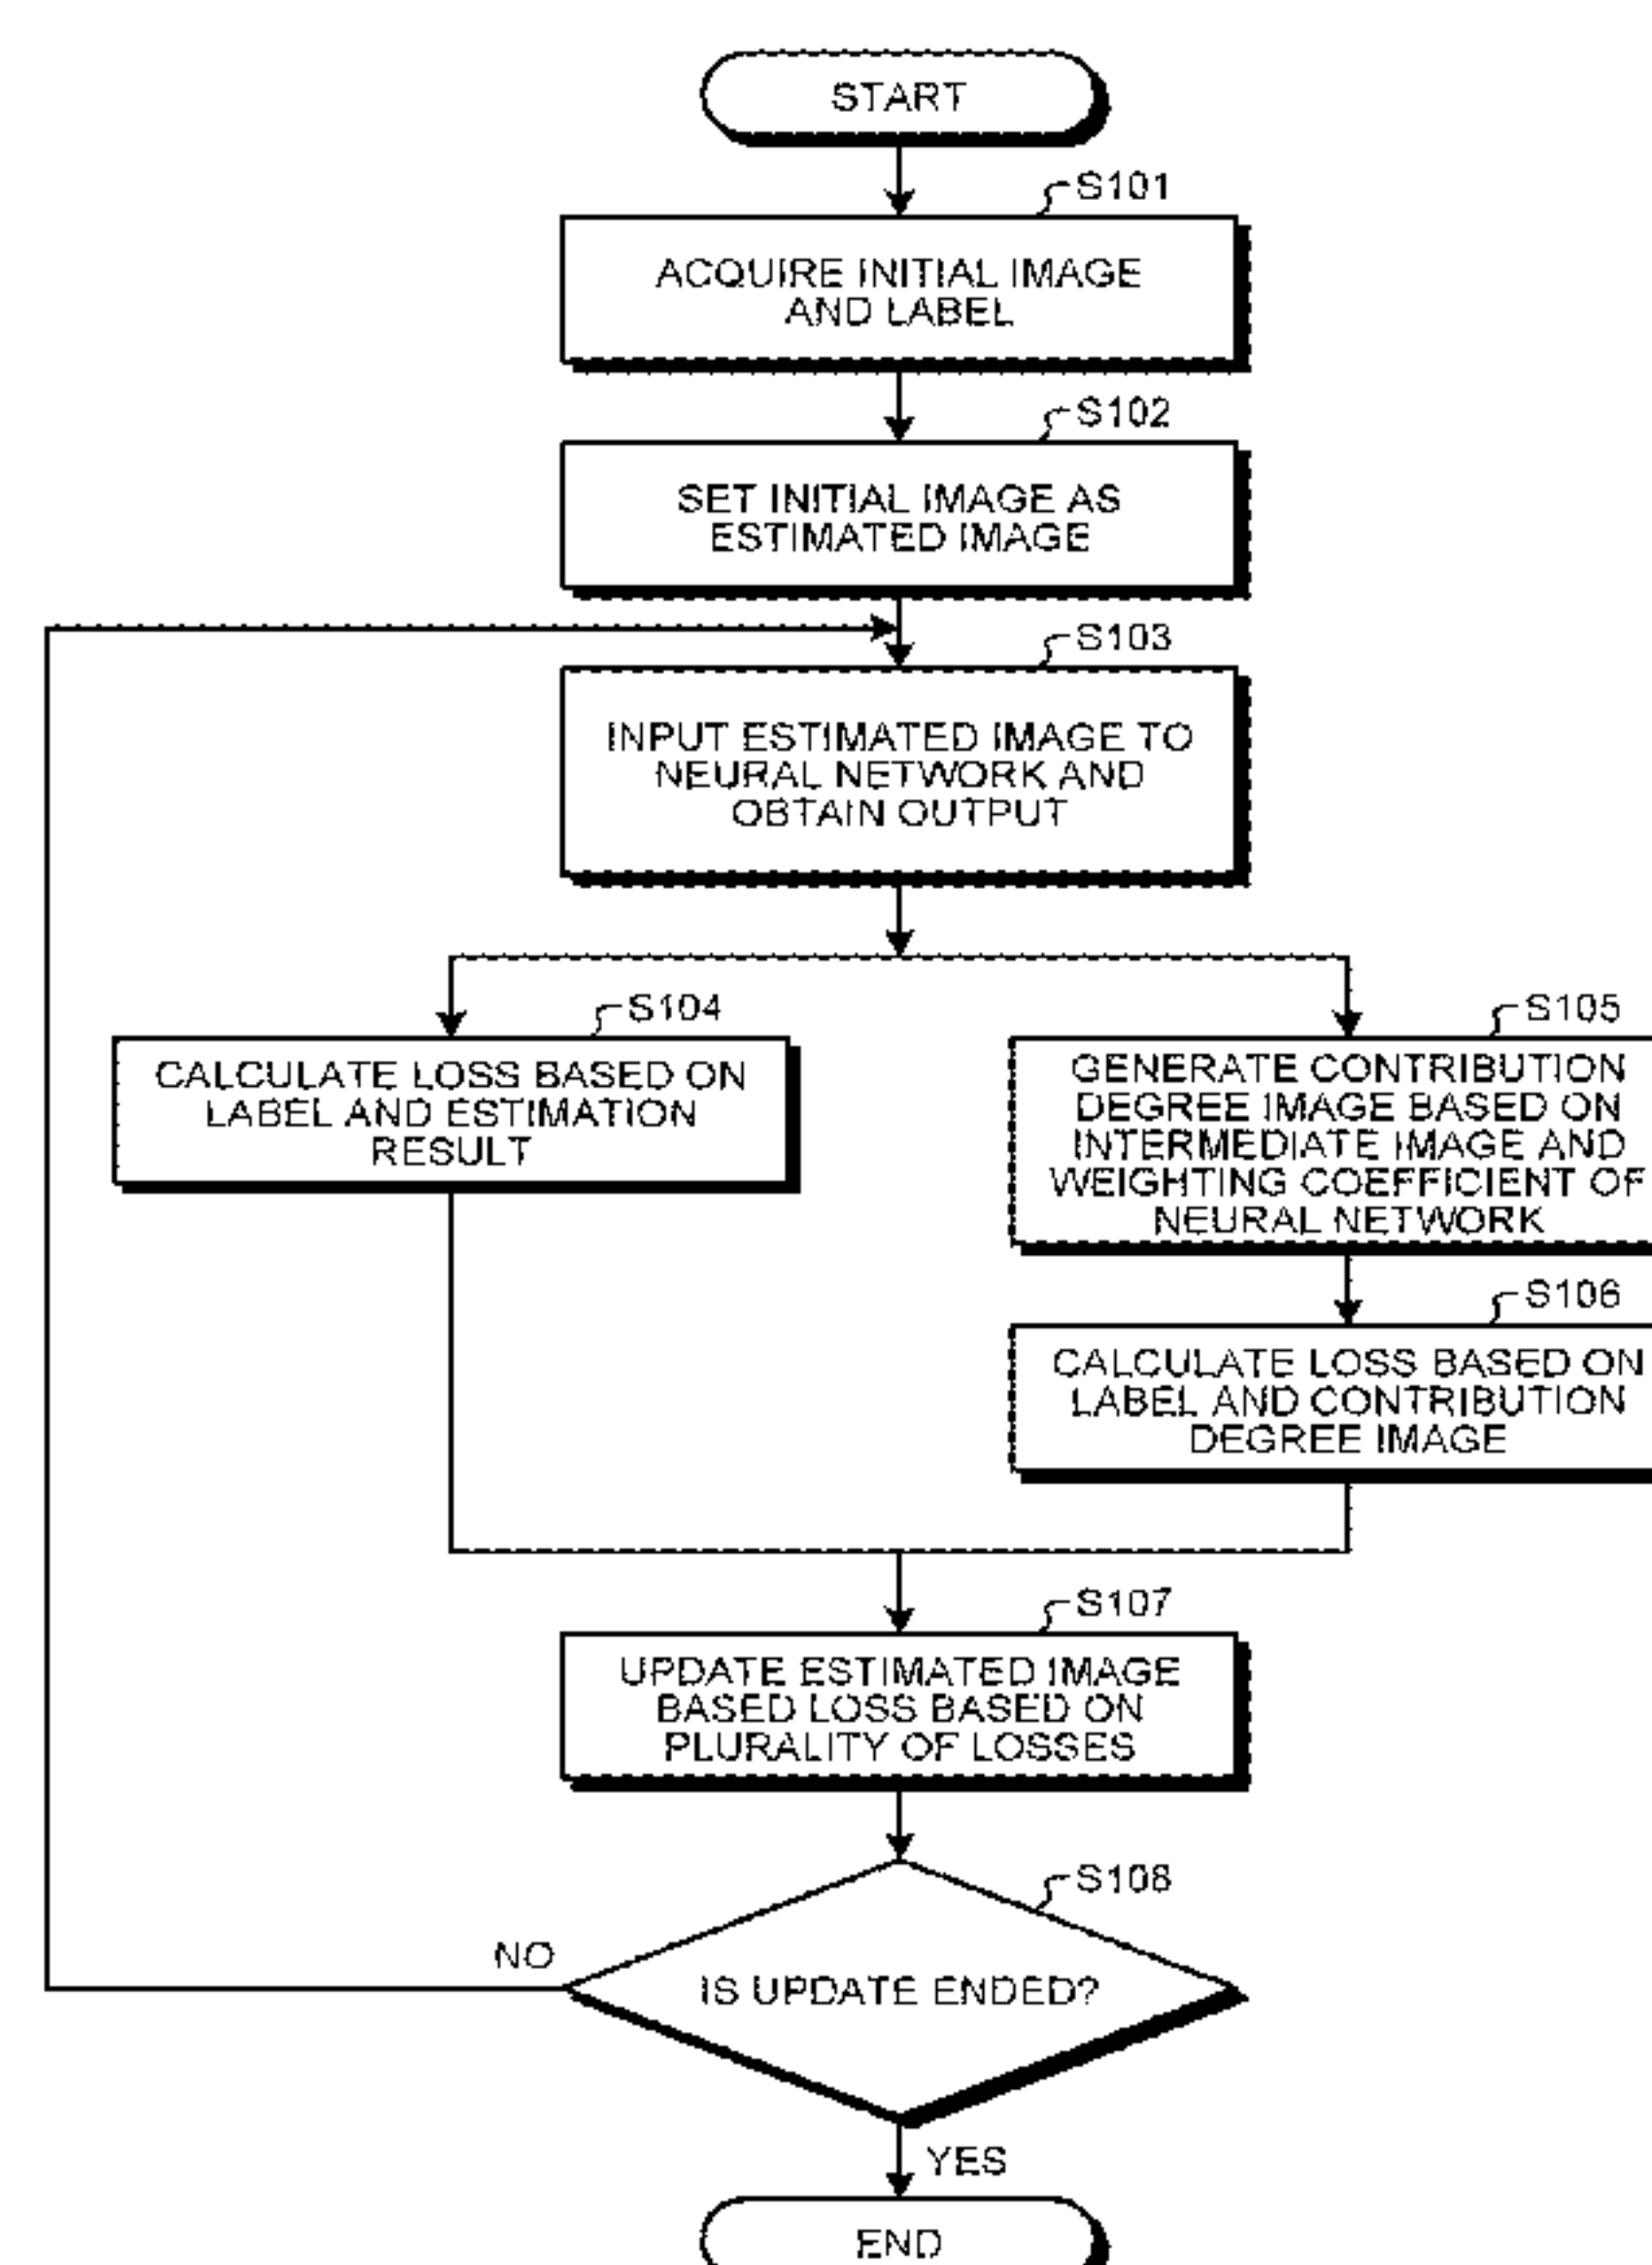 START
S101
ACQUIRE INITIAL IMAGE
AND LABEL
S102
SET INITIAL IMAGE AS
ESTIMATED IMAGE
S103
INPUT ESTIMATED IMAGE TO
NEURAL NETWORK AND
OBTAIN OUTPUT
S104
CALCULATE LOSS BASED ON
LABEL AND ESTIMATION
RESULT
S105
GENERATE CONTRIBUTION
DEGREE IMAGE BASED ON
INTERMEDIATE IMAGE AND
WEIGHTING COEFFICIENT OF
NEURAL NETWORK
S106
CALCULATE LOSS BASED ON
LABEL AND CONTRIBUTION
DEGREE IMAGE
S107
UPDATE ESTIMATED IMAGE
BASED LOSS BASED ON
PLURALITY OF LOSSES
S108
NO
IS UPDATE ENDED?
YES
END